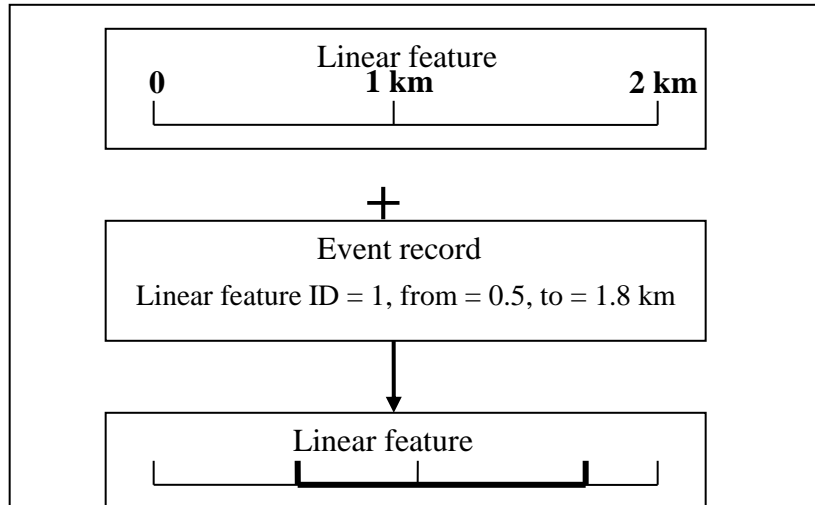 Linear feature
0 1 km 2 km
+
Event record
Linear feature ID = 1, from = 0.5, to = 1.8 km
Linear feature